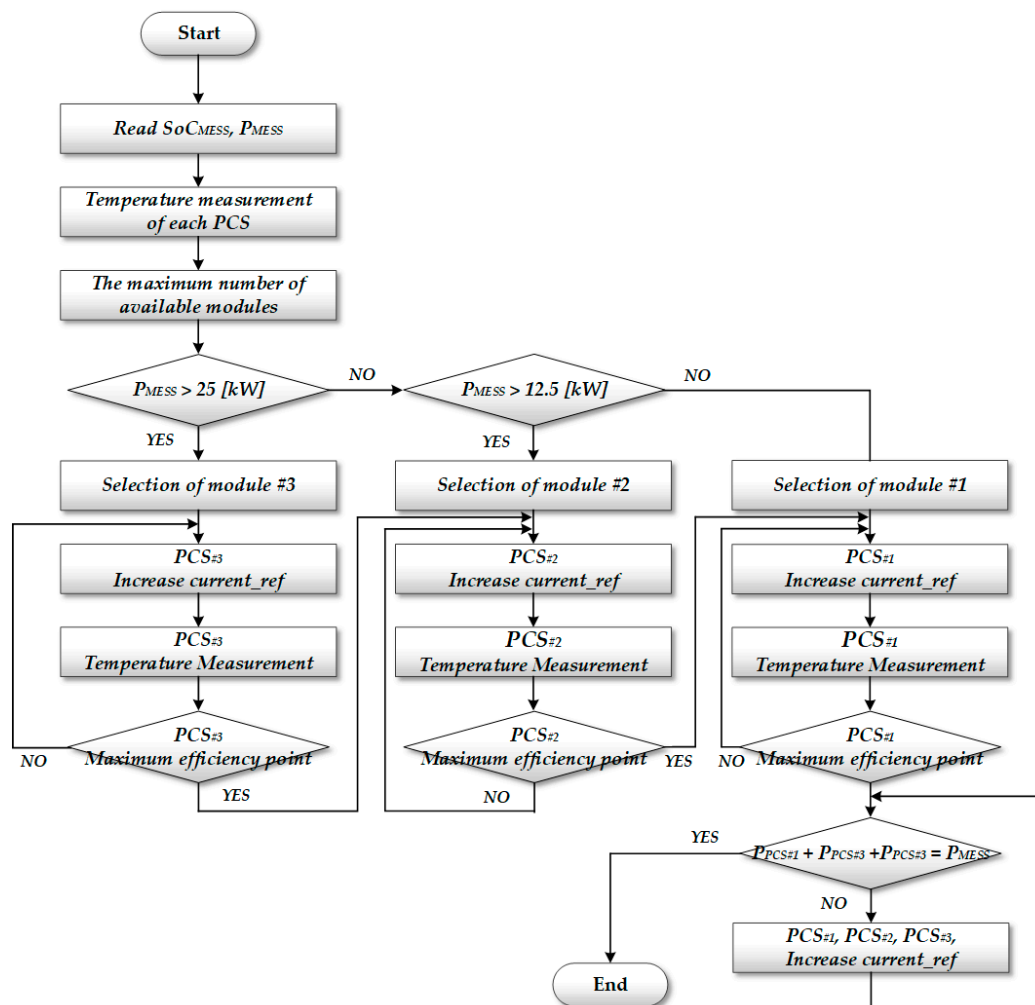 Start
Read SoCMESS, PMESS
Temperature measurement
of each PCS
The maximum number of
available modules
PMESS > 25 [kW]
NO
PMESS > 12.5 [kW]
NO
YES
YES
Selection of module #3
Selection of module #2
Selection of module #1
PCS#3
Increase current_ref
PCS#2
Increase current_ref
PCS#1
Increase current_ref
PCS#3
Temperature Measurement
PCS#2
Temperature Measurement
PCS#1
Temperature Measurement
PCS#3
Maximum efficiency point
NO
YES
PCS#2
Maximum efficiency point
YES
NO
PCS#1
Maximum efficiency point
NO
YES
PPCS#1 + PPCS#3 +PPCS#3 = PMESS
NO
PCS#1, PCS#2, PCS#3,
Increase current_ref
End